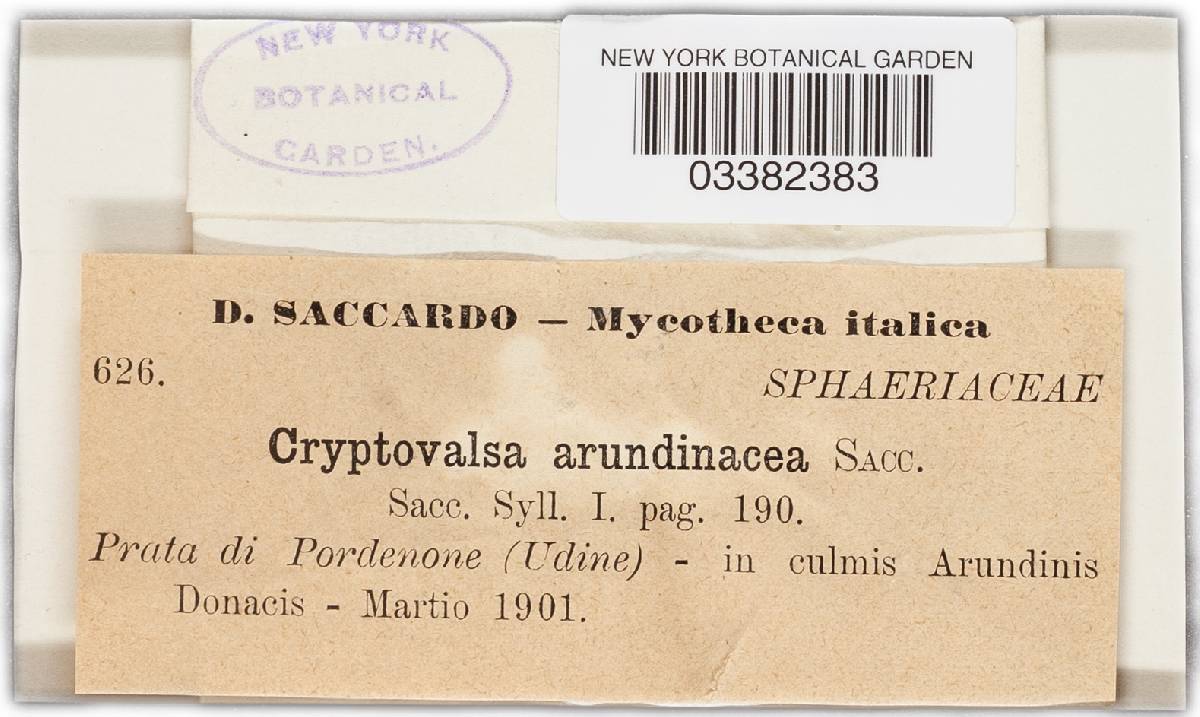 NEW YORK
BOTANICAL
GARDEN.
NEW YORK BOTANICAL GARDEN
03382383
D. SACCARDO — Mycotheca italica
626.
SPHAERIACEAE
Cryptovalsa arundinacea SACC.
Sacc. Syll. I. pag. 190.
Prata di Pordenone (Udine) - in culmis Arundinis
Donacis - Martio 1901.